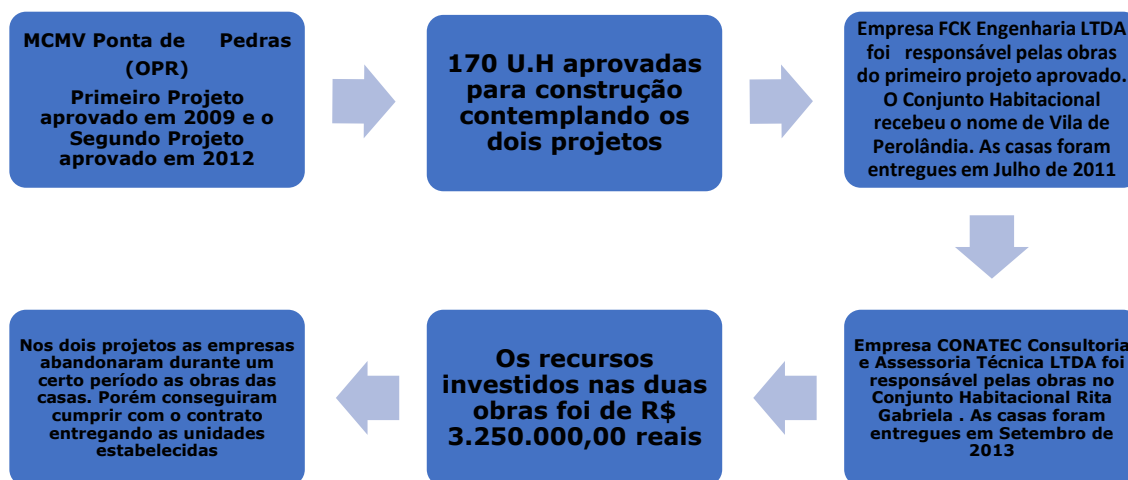 MCMV Ponta de Pedras
(OPR)
Primeiro Projeto
aprovado em 2009 e o
Segundo Projeto
aprovado em 2012
170 U.H aprovadas
para construção
contemplando os
dois projetos
Empresa FCK Engenharia LTDA
foi responsável pelas obras
do primeiro projeto aprovado.
O Conjunto Habitacional
recebeu o nome de Vila de
Perolândia. As casas foram
entregues em Julho de 2011
Empresa CONATEC Consultoria
e Assessoria Técnica LTDA foi
responsável pelas obras no
Conjunto Habitacional Rita
Gabriela . As casas foram
entregues em Setembro de
2013
Os recursos
investidos nas duas
obras foi de R$
3.250.000,00 reais
Nos dois projetos as empresas
abandonaram durante um
certo período as obras das
casas. Porém conseguiram
cumprir com o contrato
entregando as unidades
estabelecidas